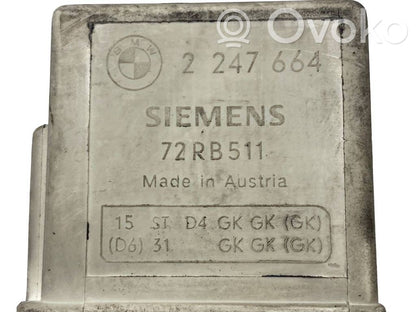 Ovoko
BMW 2 247 664
SIEMENS
72RB511
Made in Austria
15 ST D4 GK GK (GK)
(D6) 31 GK GK (GK)